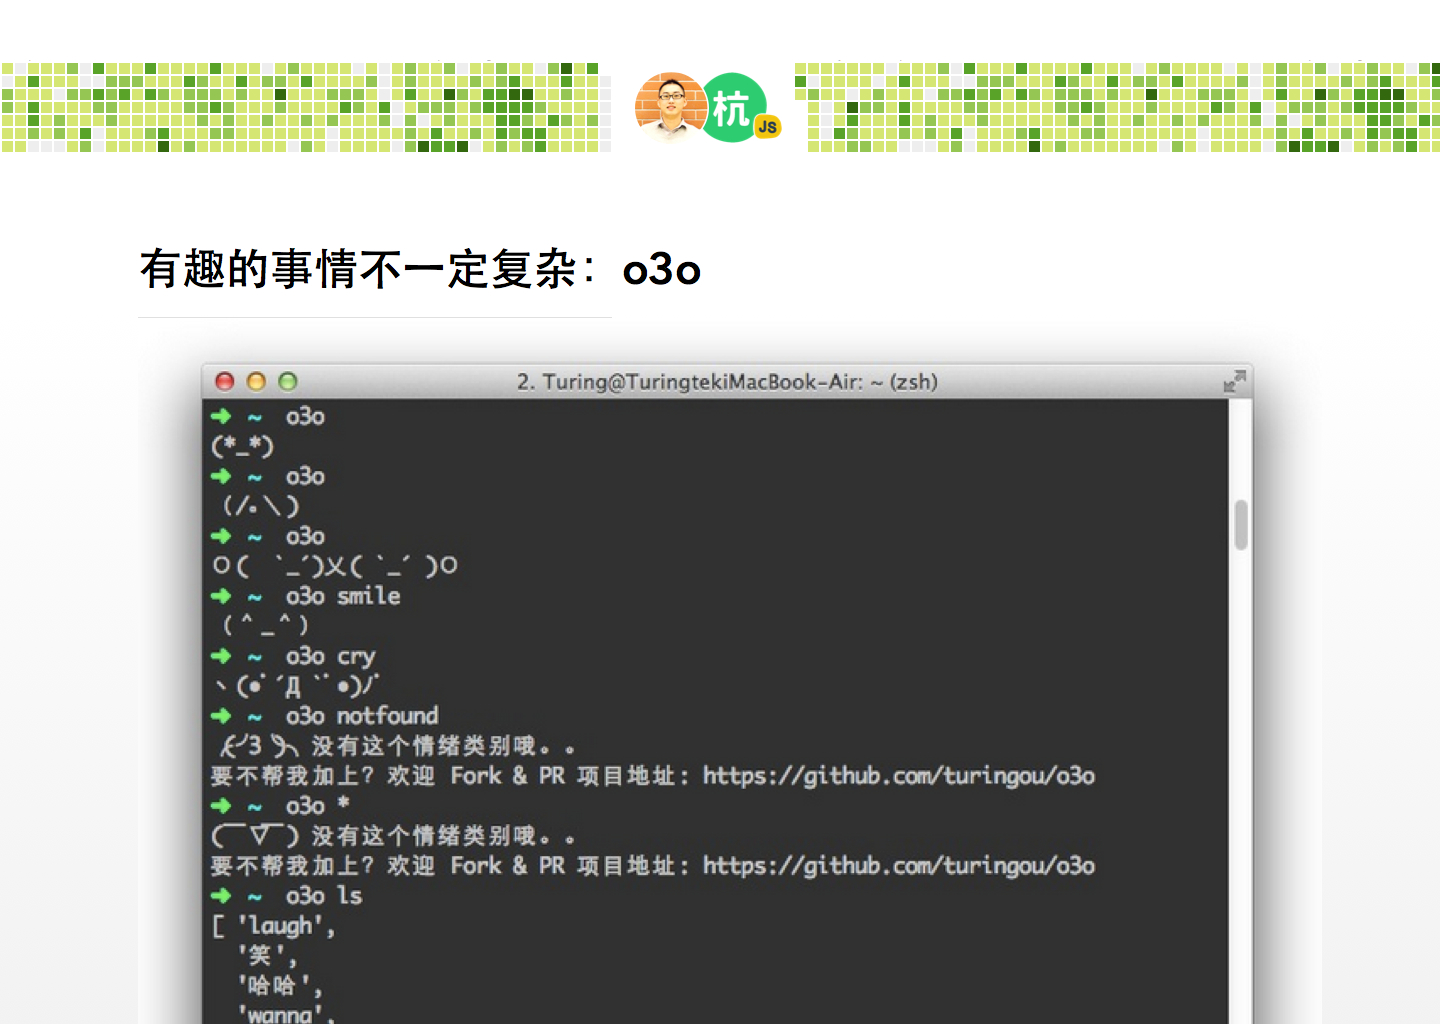 杭
JS
有趣的事情不一定复杂：o3o
2. Turing@TuringtekiMacBook-Air: ~ (zsh)
➜ ~ o3o
(*_*)
➜ ~ o3o
(/。＼)
➜ ~ o3o
O( `_´)乂( `_´ )O
➜ ~ o3o smile
(＾_＾)
➜ ~ o3o cry
ヽ(●ﾟ´Д`ﾟ●)ﾉﾟ
➜ ~ o3o notfound
没有这个情绪类别哦。。
要不帮我加上? 欢迎 Fork & PR 项目地址: https://github.com/turingou/o3o
➜ ~ o3o *
(￣▽￣) 没有这个情绪类别哦。。
要不帮我加上? 欢迎 Fork & PR 项目地址: https://github.com/turingou/o3o
➜ ~ o3o ls
[ 'laugh',
'笑',
'哈哈',
'wanna',